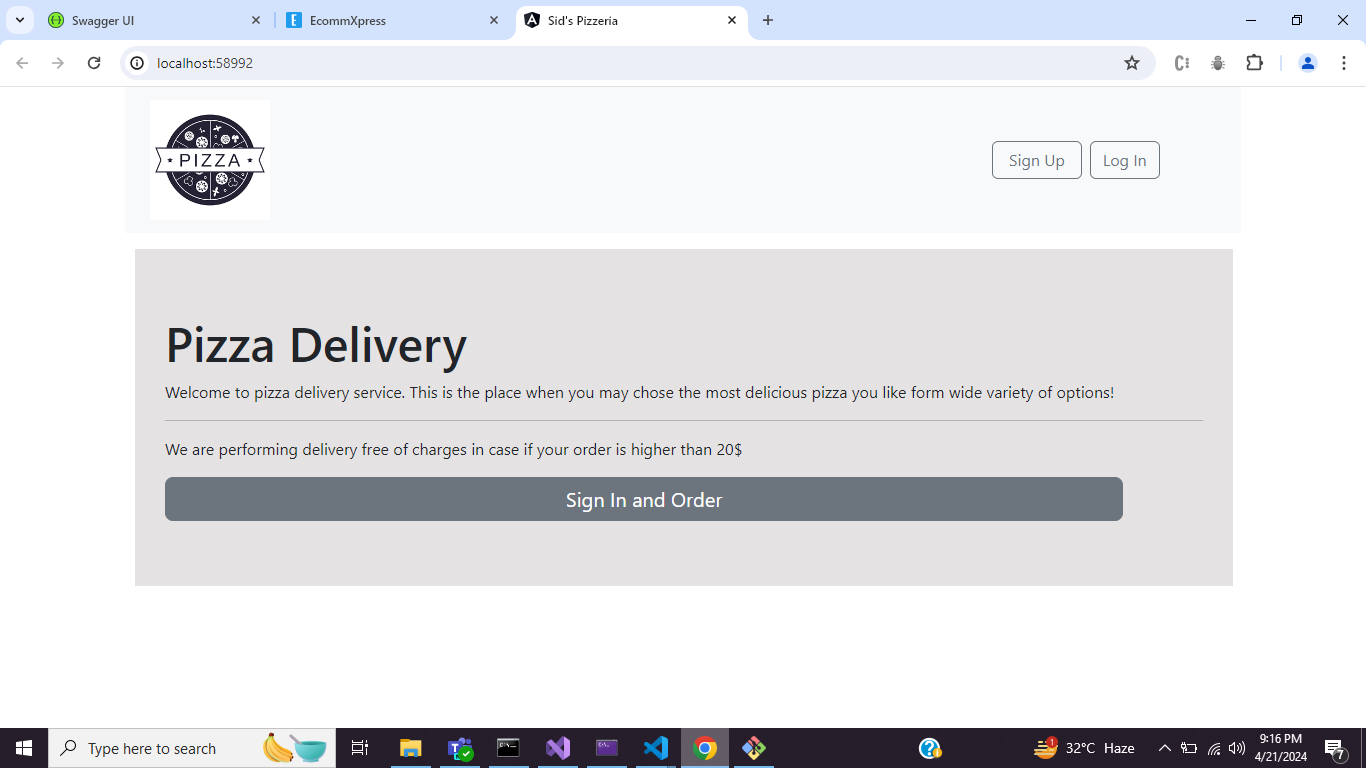 Swagger UI
EcommXpress
Sid's Pizzeria
localhost:58992
PIZZA
Sign Up
Log In
Pizza Delivery
Welcome to pizza delivery service. This is the place when you may chose the most delicious pizza you like form wide variety of options!
We are performing delivery free of charges in case if your order is higher than 20$
Sign In and Order
Type here to search
1
32°C Haze
9:16 PM
4/21/2024
7